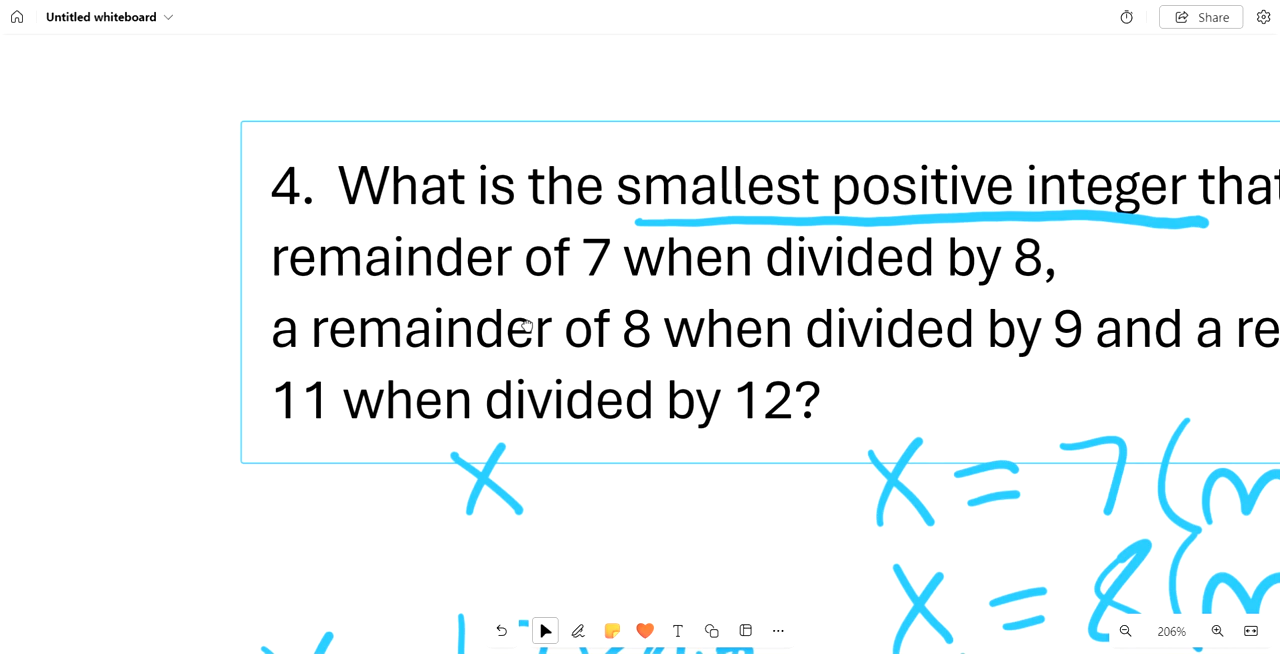 Untitled whiteboard
Share
4. What is the smallest positive integer that
remainder of 7 when divided by 8,
a remainder of 8 when divided by 9 and a re
11 when divided by 12?
x
x = 7 (m
x = 8 (m
206%